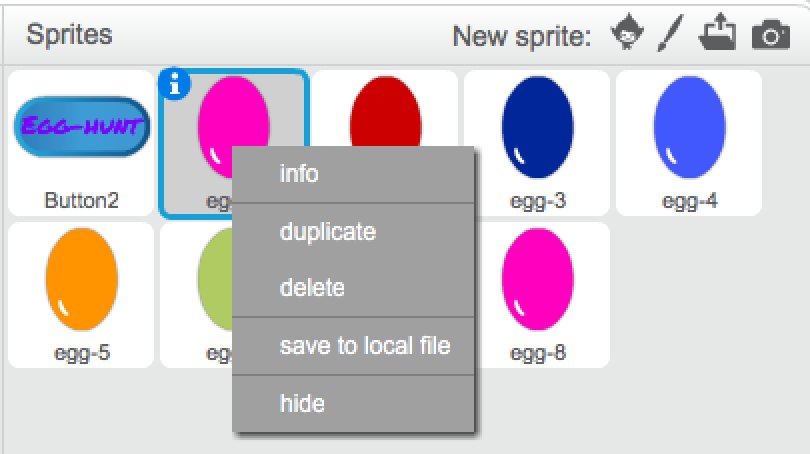 Sprites
New sprite:
EGG-HUNT
Button2
egg-3
egg-4
egg-5
egg-8
info
duplicate
delete
save to local file
hide